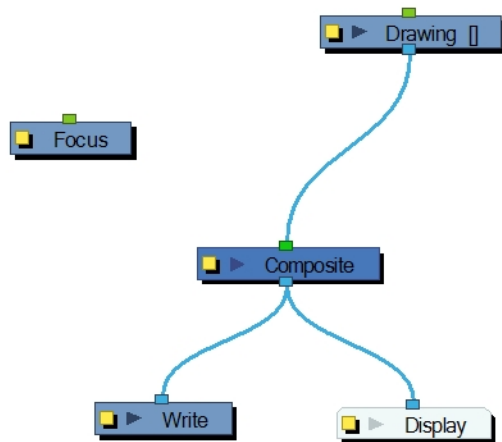 Drawing []
Focus
Composite
Write
Display